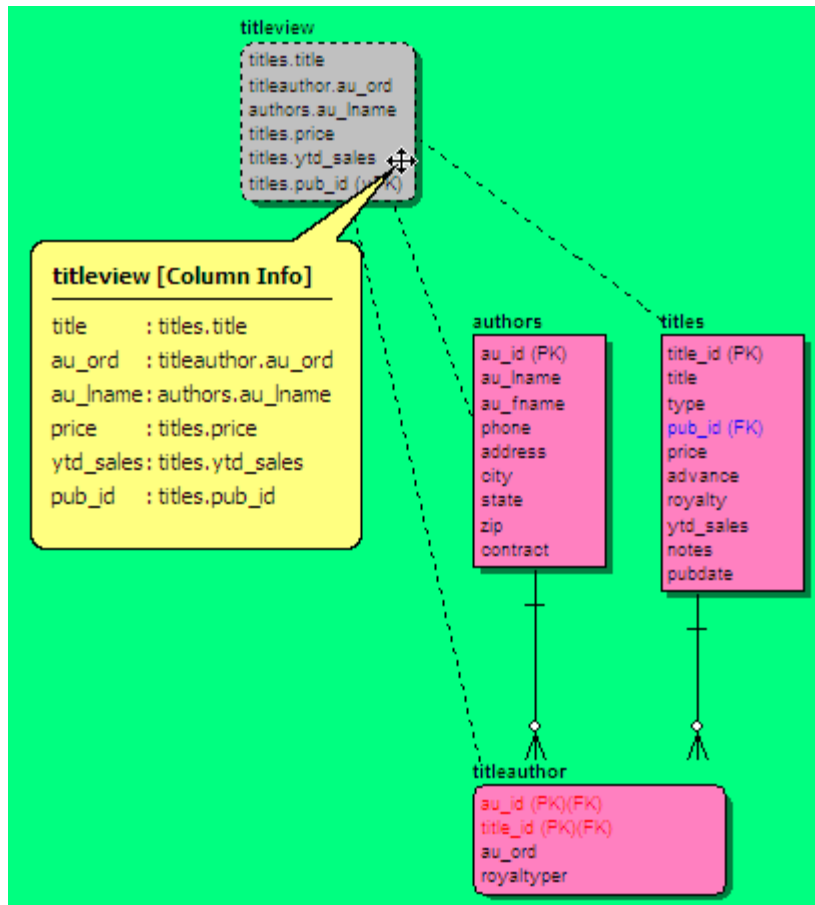 titleview
titles.title
titleauthor.au_ord
authors.au_lname
titles.price
titles.ytd_sales
titles.pub_id
titleview [Column Info]
title : titles.title
au_ord : titleauthor.au_ord
au_lname : authors.au_lname
price : titles.price
ytd_sales : titles.ytd_sales
pub_id : titles.pub_id
authors
au_id (PK)
au_lname
au_fname
phone
address
city
state
zip
contract
titles
title_id (PK)
title
type
pub_id (FK)
price
advance
royalty
ytd_sales
notes
pubdate
titleauthor
au_id (PK)(FK)
title_id (PK)(FK)
au_ord
royaltyper